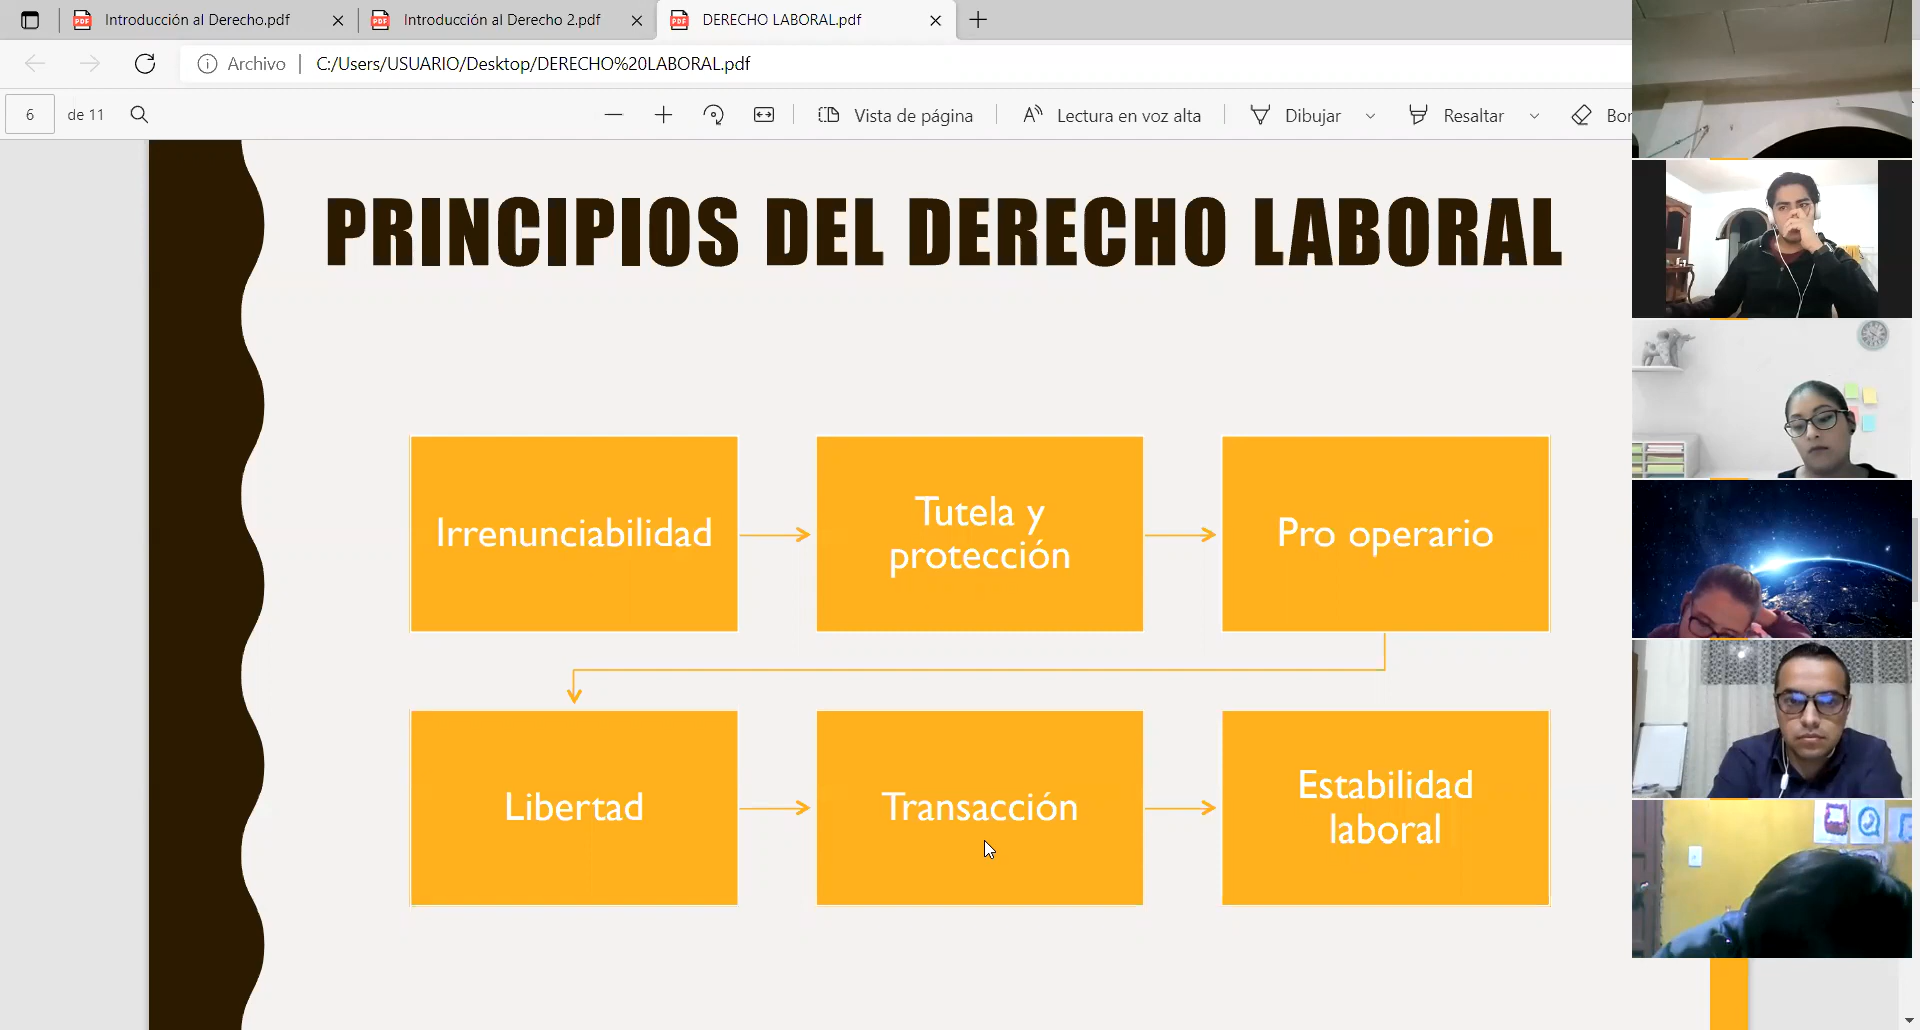 Introducción al Derecho.pdf
Introducción al Derecho 2.pdf
DERECHO LABORAL.pdf
Archivo
C:/Users/USUARIO/Desktop/DERECHO%20LABORAL.pdf
6 de 11
Vista de página
Lectura en voz alta
Dibujar
Resaltar
Bor
PRINCIPIOS DEL DERECHO LABORAL
Irrenunciabilidad
Tutela y
protección
Pro operario
Libertad
Transacción
Estabilidad
laboral